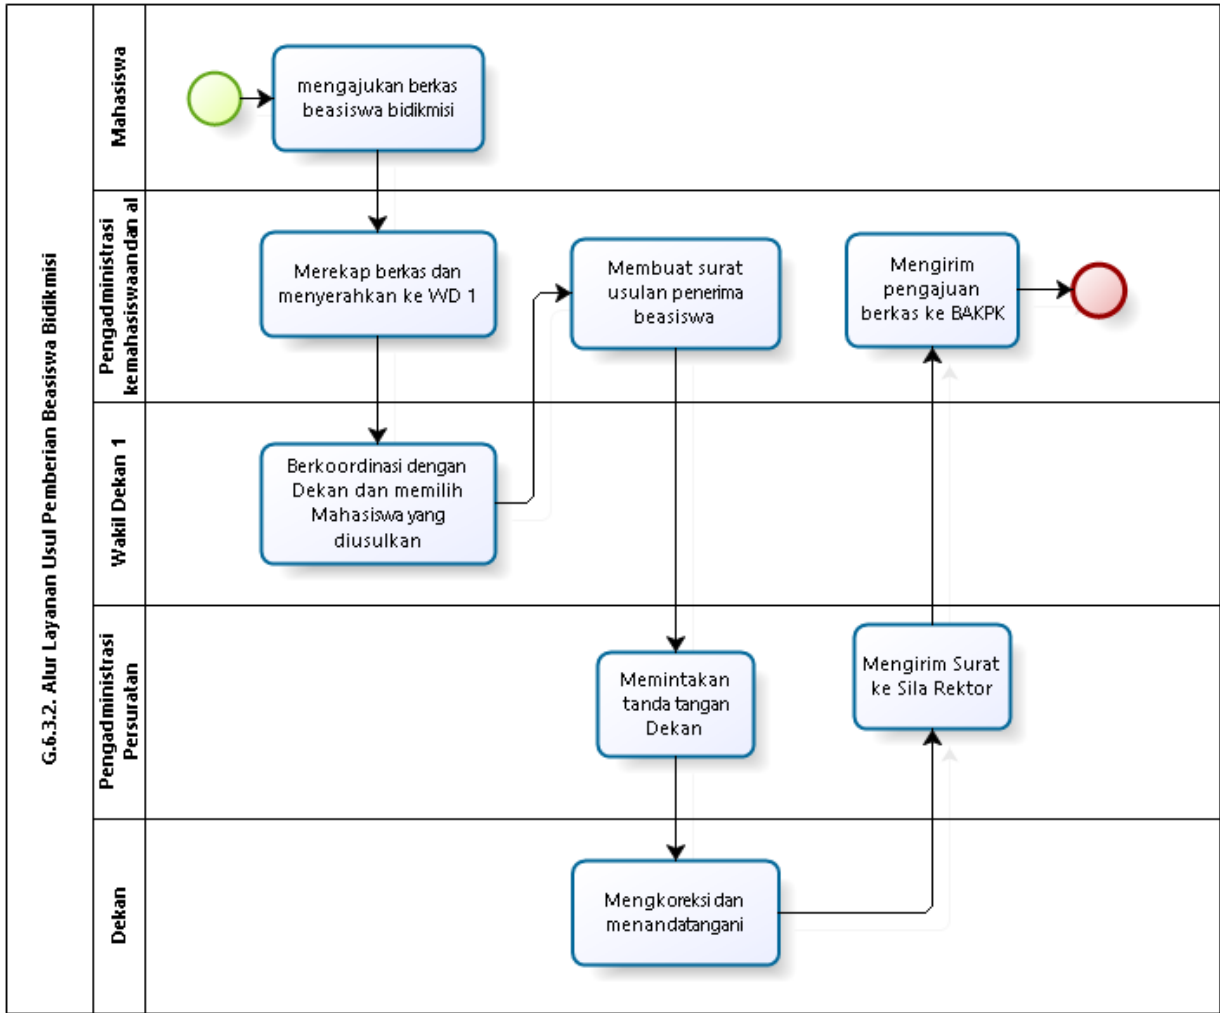 G.6.3.2. Alur Layanan Usul Pemberian Beasiswa Bidikmisi
Mahasiswa
mengajukan berkas
beasiswa bidikmisi
Pengadministrasi
kemahasiswaandan al
Merekap berkas dan
menyerahkan ke WD 1
Membuat surat
usulan penerima
beasiswa
Mengirim
pengajuan
berkas ke BAKPK
Wakil Dekan 1
Berkoordinasi dengan
Dekan dan memilih
Mahasiswa yang
diusulkan
Pengadministrasi
Persuratan
Memintakan
tanda tangan
Dekan
Mengirim Surat
ke Sila Rektor
Dekan
Mengkoreksi dan
menandatangani